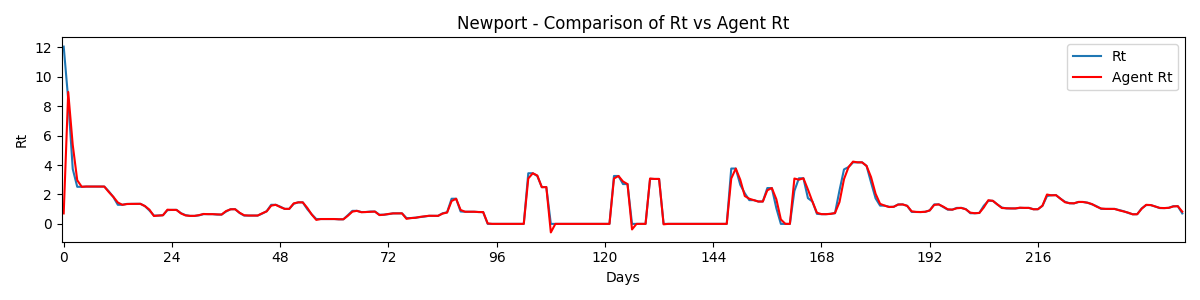 Newport - Comparison of Rt vs Agent Rt
Rt
Agent Rt
Rt
12
10
8
6
4
2
0
0 24 48 72 96 120 144 168 192 216
Days